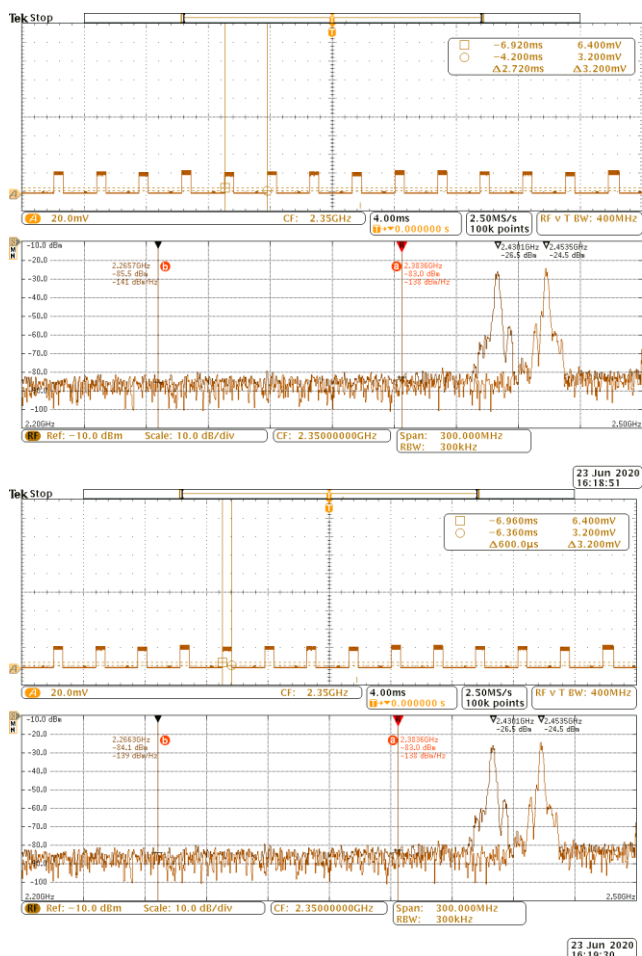 Tek Stop
-6.920ms 6.400mV
-4.200ms 3.200mV
Δ2.720ms Δ3.200mV
A 20.0mV CF: 2.35GHz 4.00ms 2.50MS/s RF v T BW: 400MHz
T→▾0.000000 s 100k points
-10.0 dBm
2.4301GHz 2.4535GHz
-26.5 dBm -24.5 dBm
-20.0
2.2657GHz b a 2.3836GHz
-85.5 dBm -83.0 dBm
-141 dBm/Hz -138 dBm/Hz
-30.0
-40.0
-50.0
-60.0
-70.0
-80.0
-90.0
-100
2.20GHz 2.50GHz
RF Ref: -10.0 dBm Scale: 10.0 dB/div CF: 2.35000000GHz Span: 300.000MHz
RBW: 300kHz
23 Jun 2020
16:18:51
Tek Stop
-6.960ms 6.400mV
-6.360ms 3.200mV
Δ600.0µs Δ3.200mV
A 20.0mV CF: 2.35GHz 4.00ms 2.50MS/s RF v T BW: 400MHz
T→▾0.000000 s 100k points
-10.0 dBm
2.4301GHz 2.4535GHz
-26.5 dBm -24.5 dBm
-20.0
2.2663GHz b a 2.3836GHz
-84.1 dBm -83.0 dBm
-139 dBm/Hz -138 dBm/Hz
-30.0
-40.0
-50.0
-60.0
-70.0
-80.0
-90.0
-100
2.20GHz 2.50GHz
RF Ref: -10.0 dBm Scale: 10.0 dB/div CF: 2.35000000GHz Span: 300.000MHz
RBW: 300kHz
23 Jun 2020
16:19:30